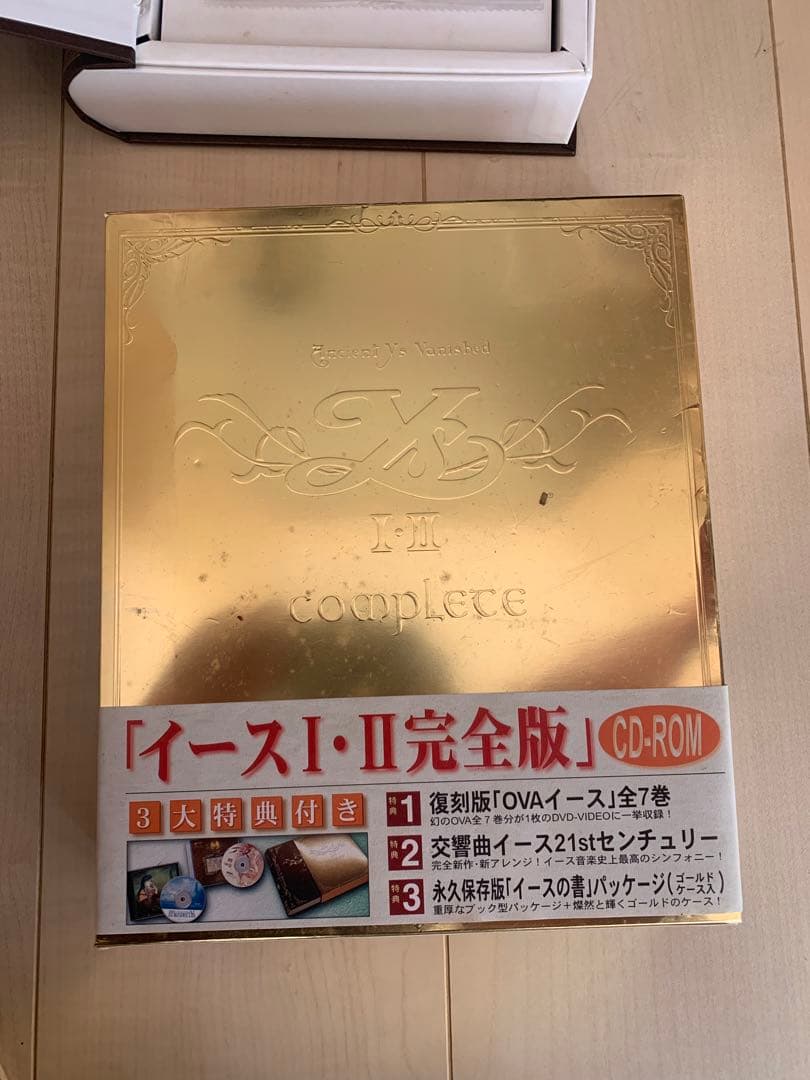 Ancient Ys Vanished
Ys
I・II
complete
「イースI・II完全版」 CD-ROM
3大特典付き
特典1 復刻版「OVAイース」全7巻
幻のOVA全7巻分が1枚のDVD-VIDEOに一挙収録！
特典2 交響曲イース21stセンチュリー
完全新作・新アレンジ！イース音楽史上最高のシンフォニー！
特典3 永久保存版「イースの書」パッケージ(ゴールドケース入)
重厚なブック型パッケージ+燦然と輝くゴールドのケース！